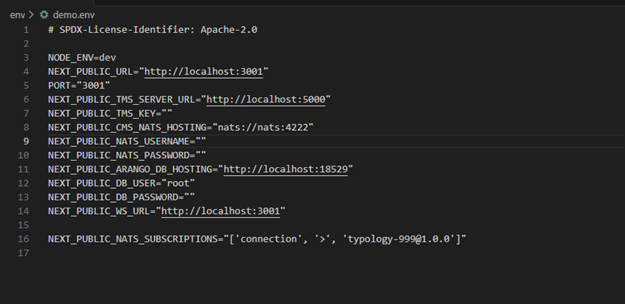 env > demo.env
1 # SPDX-License-Identifier: Apache-2.0
2
3 NODE_ENV=dev
4 NEXT_PUBLIC_URL="http://localhost:3001"
5 PORT="3001"
6 NEXT_PUBLIC_TMS_SERVER_URL="http://localhost:5000"
7 NEXT_PUBLIC_TMS_KEY=""
8 NEXT_PUBLIC_CMS_NATS_HOSTING="nats://nats:4222"
9 NEXT_PUBLIC_NATS_USERNAME=""
10 NEXT_PUBLIC_NATS_PASSWORD=""
11 NEXT_PUBLIC_ARANGO_DB_HOSTING="http://localhost:18529"
12 NEXT_PUBLIC_DB_USER="root"
13 NEXT_PUBLIC_DB_PASSWORD=""
14 NEXT_PUBLIC_WS_URL="http://localhost:3001"
15
16 NEXT_PUBLIC_NATS_SUBSCRIPTIONS="['connection', '>', 'typology-999@1.0.0']"
17